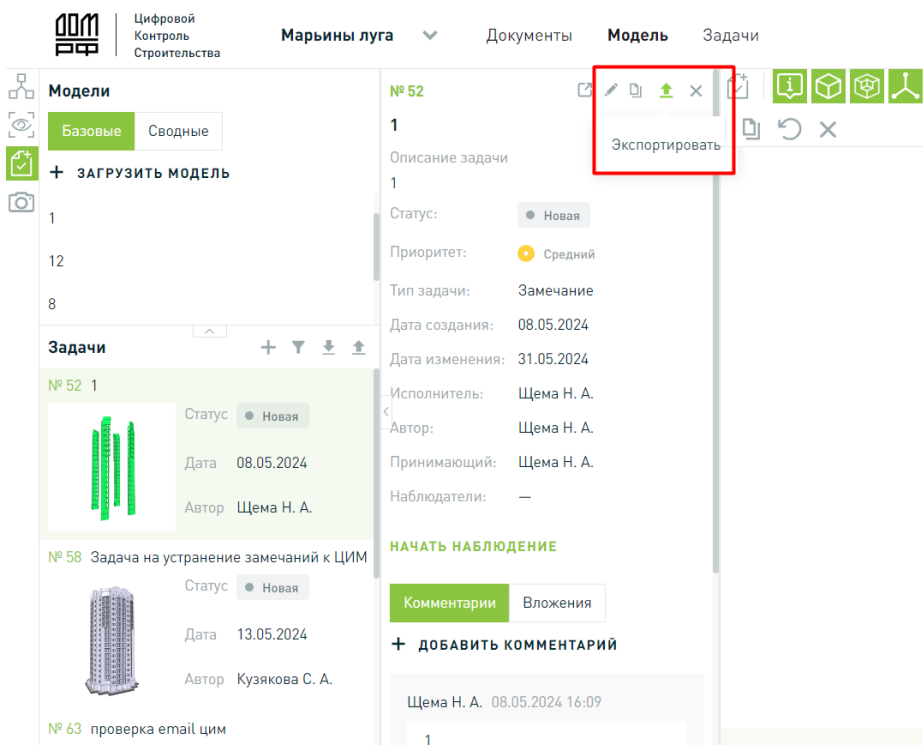 ДОМ
РФ
Цифровой
Контроль
Строительства
Марьины луга
Документы
Модель
Задачи
Модели
Базовые
Сводные
+ ЗАГРУЗИТЬ МОДЕЛЬ
1
12
8
Задачи
№ 52 1
Статус Новая
Дата 08.05.2024
Автор Щема Н. А.
№ 58 Задача на устранение замечаний к ЦИМ
Статус Новая
Дата 13.05.2024
Автор Кузякова С. А.
№ 63 проверка email цим
№ 52
Экспортировать
1
Описание задачи
1
Статус: Новая
Приоритет: Средний
Тип задачи: Замечание
Дата создания: 08.05.2024
Дата изменения: 31.05.2024
Исполнитель: Щема Н. А.
Автор: Щема Н. А.
Принимающий: Щема Н. А.
Наблюдатели: —
НАЧАТЬ НАБЛЮДЕНИЕ
Комментарии
Вложения
+ ДОБАВИТЬ КОММЕНТАРИЙ
Щема Н. А. 08.05.2024 16:09
1